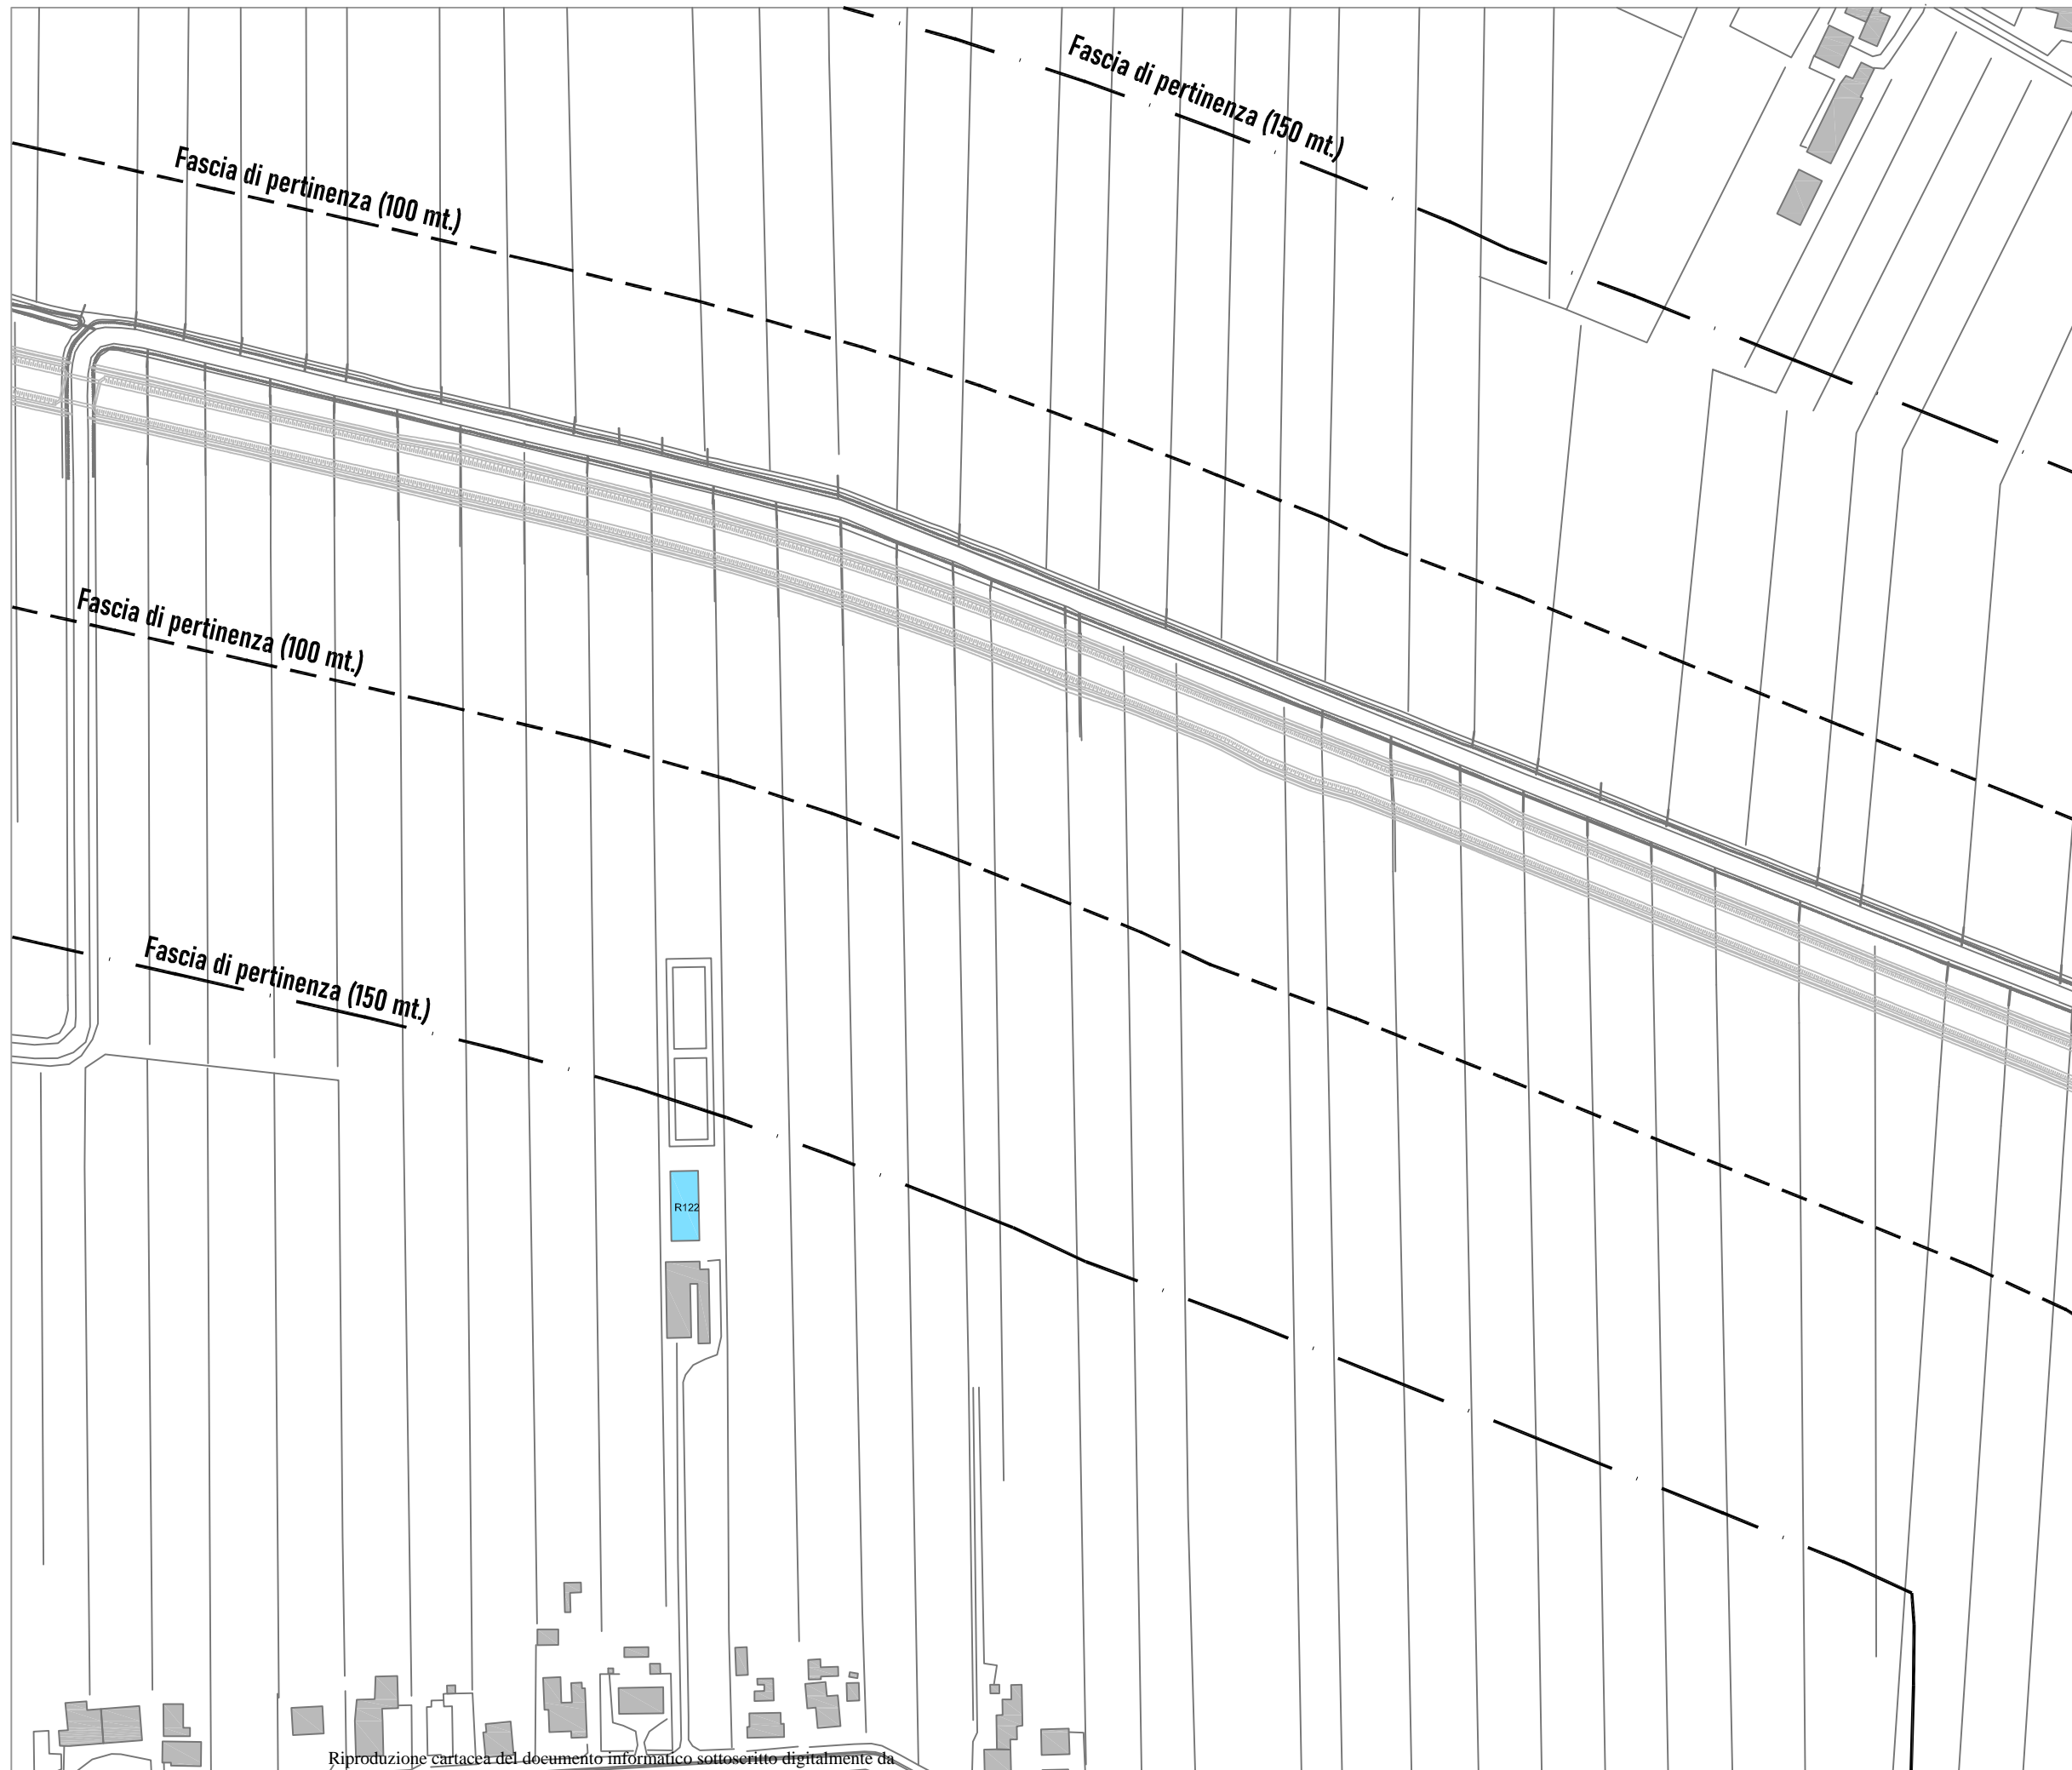 Fascia di pertinenza (150 mt.)
Fascia di pertinenza (100 mt.)
Fascia di pertinenza (100 mt.)
Fascia di pertinenza (150 mt.)
R122
Riproduzione cartacea del documento informatico sottoscritto digitalmente da